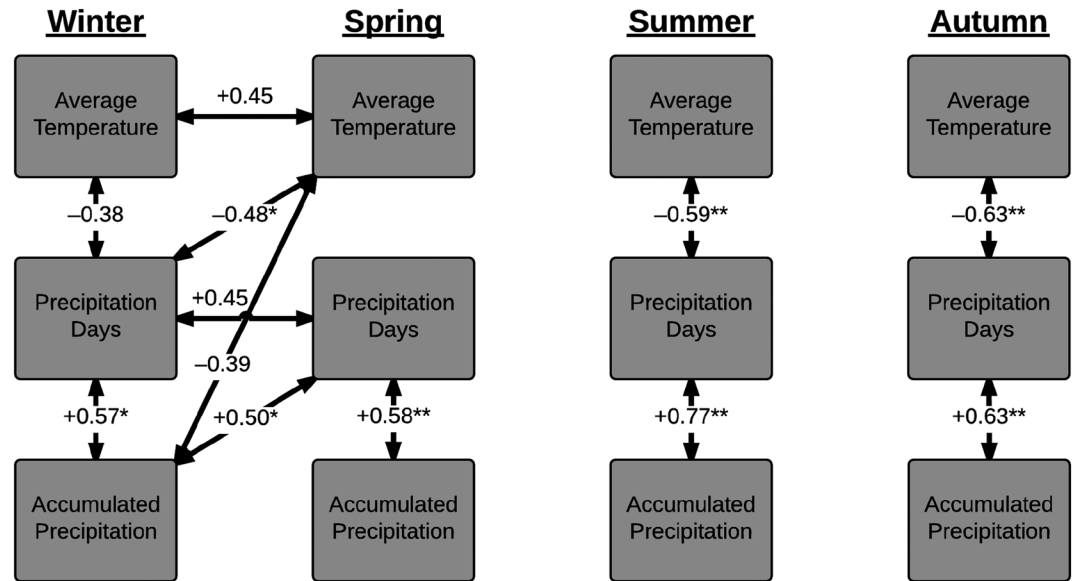 Winter Spring Summer Autumn
Average
Temperature
+0.45
Average
Temperature
Average
Temperature
Average
Temperature
–0.38
–0.48*
–0.59**
–0.63**
Precipitation
Days
+0.45
Precipitation
Days
Precipitation
Days
Precipitation
Days
–0.39
+0.57*
+0.50*
+0.58**
+0.77**
+0.63**
Accumulated
Precipitation
Accumulated
Precipitation
Accumulated
Precipitation
Accumulated
Precipitation